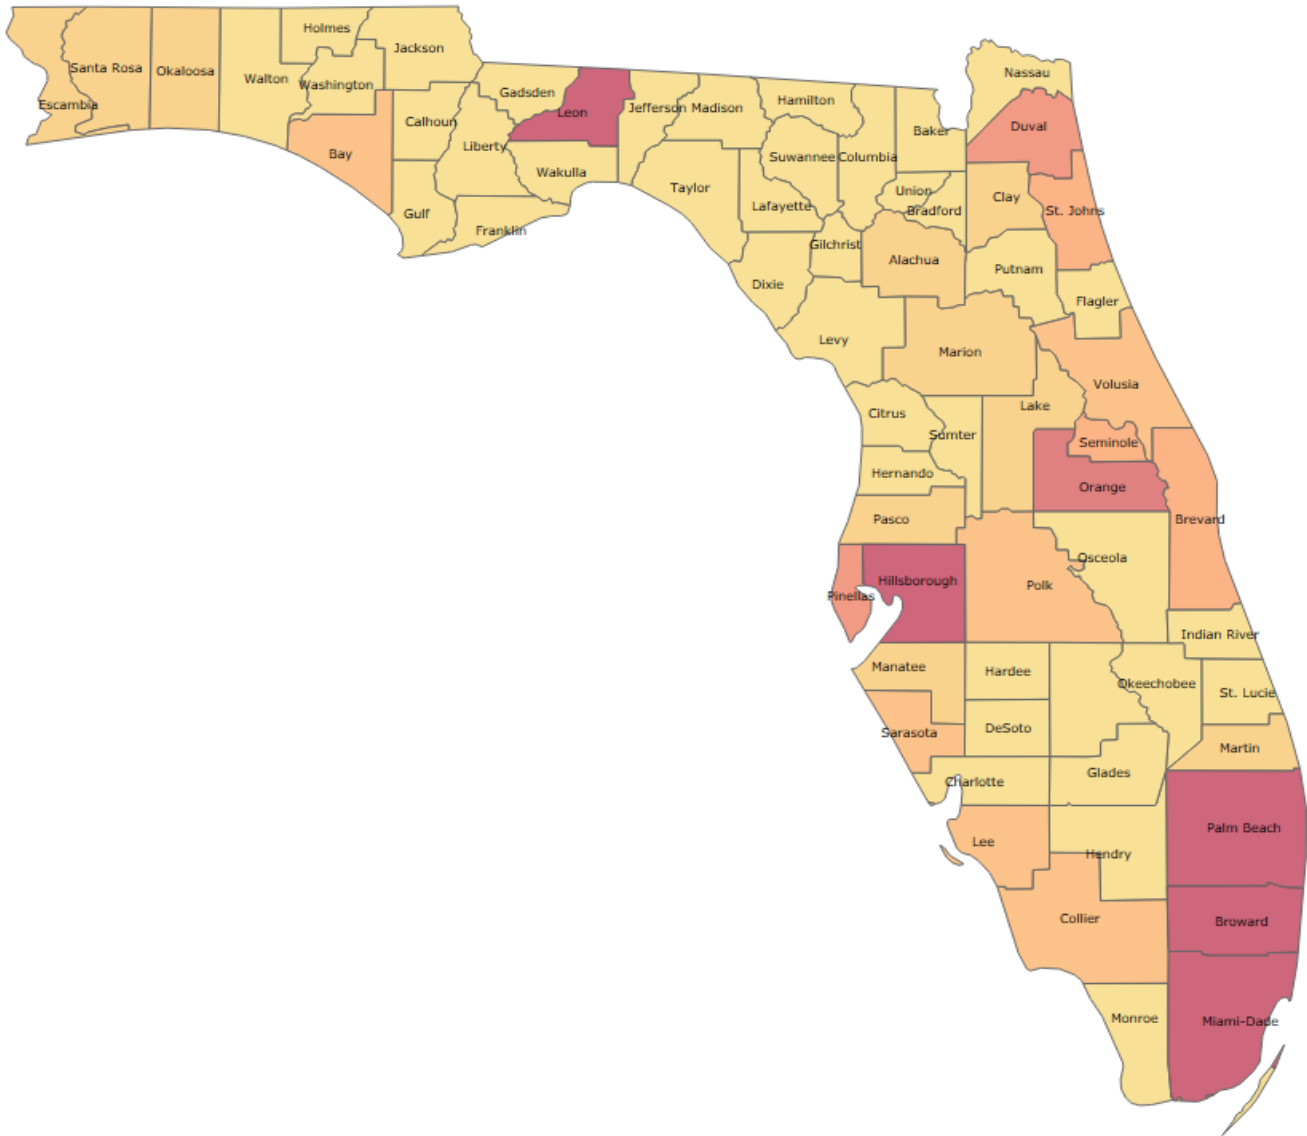 Holmes
Jackson
Santa Rosa
Okaloosa
Walton
Washington
Escambia
Bay
Calhoun
Gulf
Gadsden
Leon
Liberty
Wakulla
Franklin
Jefferson
Madison
Hamilton
Taylor
Suwannee
Columbia
Lafayette
Dixie
Gilchrist
Levy
Baker
Nassau
Duval
Union
Bradford
Clay
St. Johns
Alachua
Putnam
Flagler
Marion
Volusia
Citrus
Sumter
Lake
Seminole
Hernando
Orange
Pasco
Brevard
Osceola
Pinellas
Hillsborough
Polk
Indian River
Manatee
Hardee
Okeechobee
St. Lucie
Sarasota
DeSoto
Martin
Charlotte
Glades
Lee
Hendry
Palm Beach
Collier
Broward
Monroe
Miami-Dade